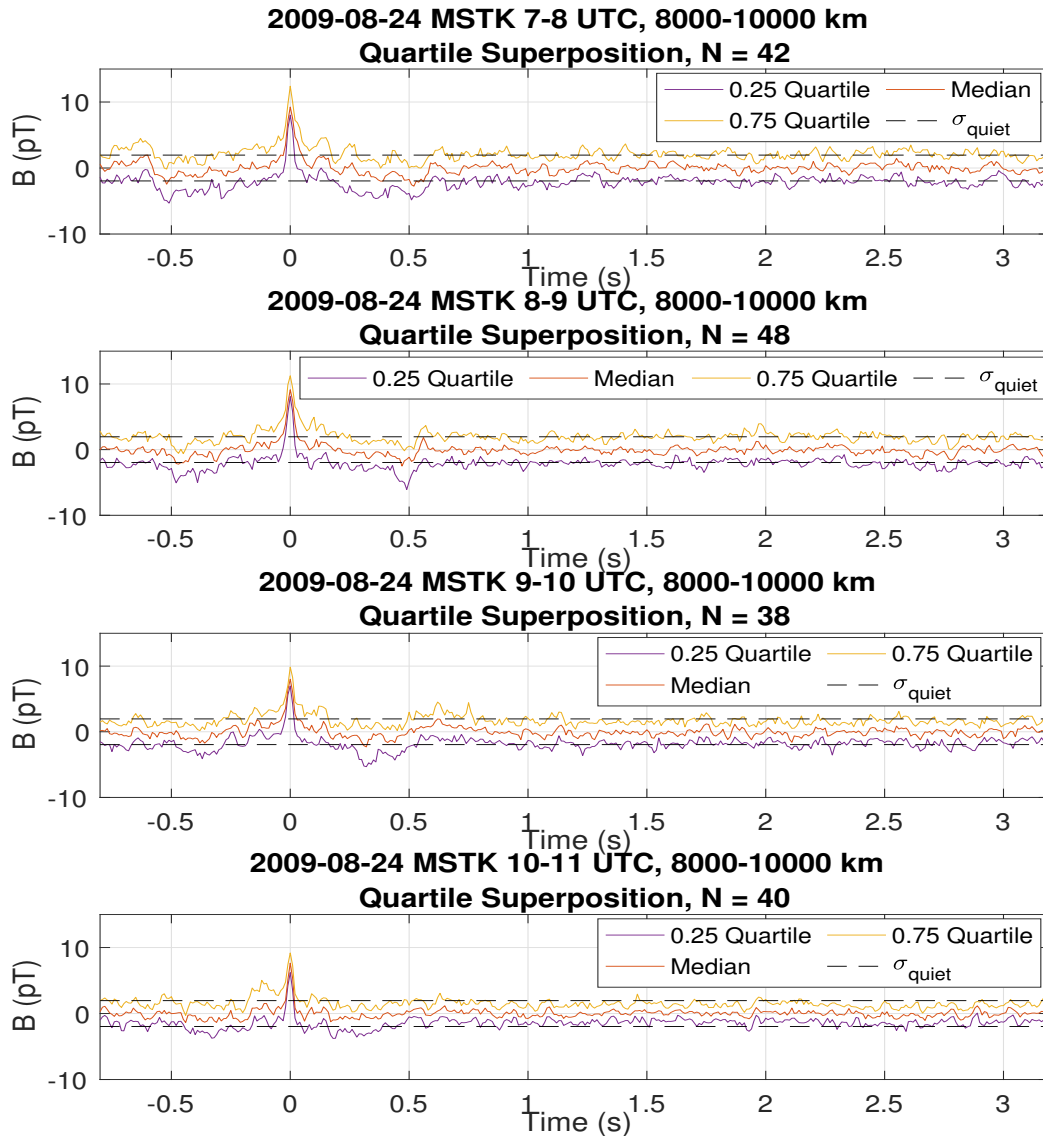 2009-08-24 MSTK 7-8 UTC, 8000-10000 km
Quartile Superposition, N = 42
0.25 Quartile Median
0.75 Quartile σquiet
B (pT)
10
0
-10
-0.5 0 0.5 1 1.5 2 2.5 3
Time (s)
2009-08-24 MSTK 8-9 UTC, 8000-10000 km
Quartile Superposition, N = 48
0.25 Quartile Median 0.75 Quartile σquiet
B (pT)
10
0
-10
-0.5 0 0.5 1 1.5 2 2.5 3
Time (s)
2009-08-24 MSTK 9-10 UTC, 8000-10000 km
Quartile Superposition, N = 38
0.25 Quartile 0.75 Quartile
Median σquiet
B (pT)
10
0
-10
-0.5 0 0.5 1 1.5 2 2.5 3
Time (s)
2009-08-24 MSTK 10-11 UTC, 8000-10000 km
Quartile Superposition, N = 40
0.25 Quartile 0.75 Quartile
Median σquiet
B (pT)
10
0
-10
-0.5 0 0.5 1 1.5 2 2.5 3
Time (s)